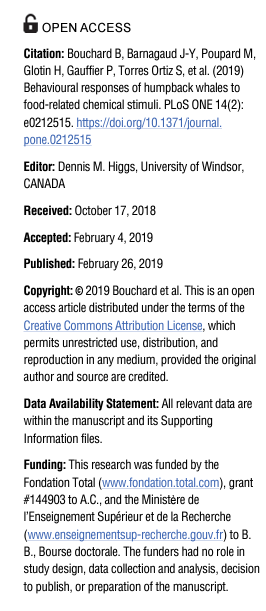 OPEN ACCESS
Citation: Bouchard B, Barnagaud J-Y, Poupard M,
Glotin H, Gauffier P, Torres Ortiz S, et al. (2019)
Behavioural responses of humpback whales to
food-related chemical stimuli. PLoS ONE 14(2):
e0212515. https://doi.org/10.1371/journal.
pone.0212515
Editor: Dennis M. Higgs, University of Windsor,
CANADA
Received: October 17, 2018
Accepted: February 4, 2019
Published: February 26, 2019
Copyright: © 2019 Bouchard et al. This is an open
access article distributed under the terms of the
Creative Commons Attribution License, which
permits unrestricted use, distribution, and
reproduction in any medium, provided the original
author and source are credited.
Data Availability Statement: All relevant data are
within the manuscript and its Supporting
Information files.
Funding: This research was funded by the
Fondation Total (www.fondation.total.com), grant
#144903 to A.C., and the Ministère de
l'Enseignement Supérieur et de la Recherche
(www.enseignementsup-recherche.gouv.fr) to B.
B., Bourse doctorale. The funders had no role in
study design, data collection and analysis, decision
to publish, or preparation of the manuscript.